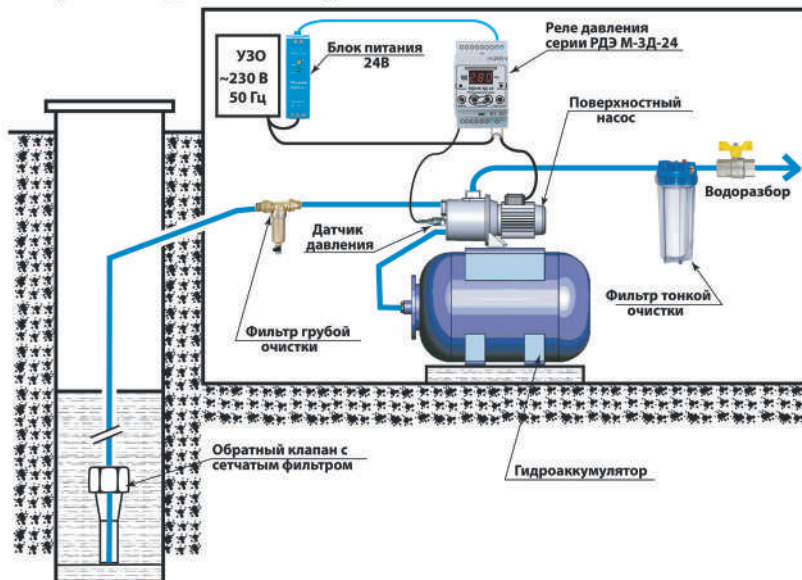 УЗО
~230 В
50 Гц
Блок питания
24В
280
Реле давления
серии РДЭ М-3Д-24
Поверхностный
насос
Водоразбор
Датчик
давления
Фильтр грубой
очистки
Фильтр тонкой
очистки
Обратный клапан с
сетчатым фильтром
Гидроаккумулятор